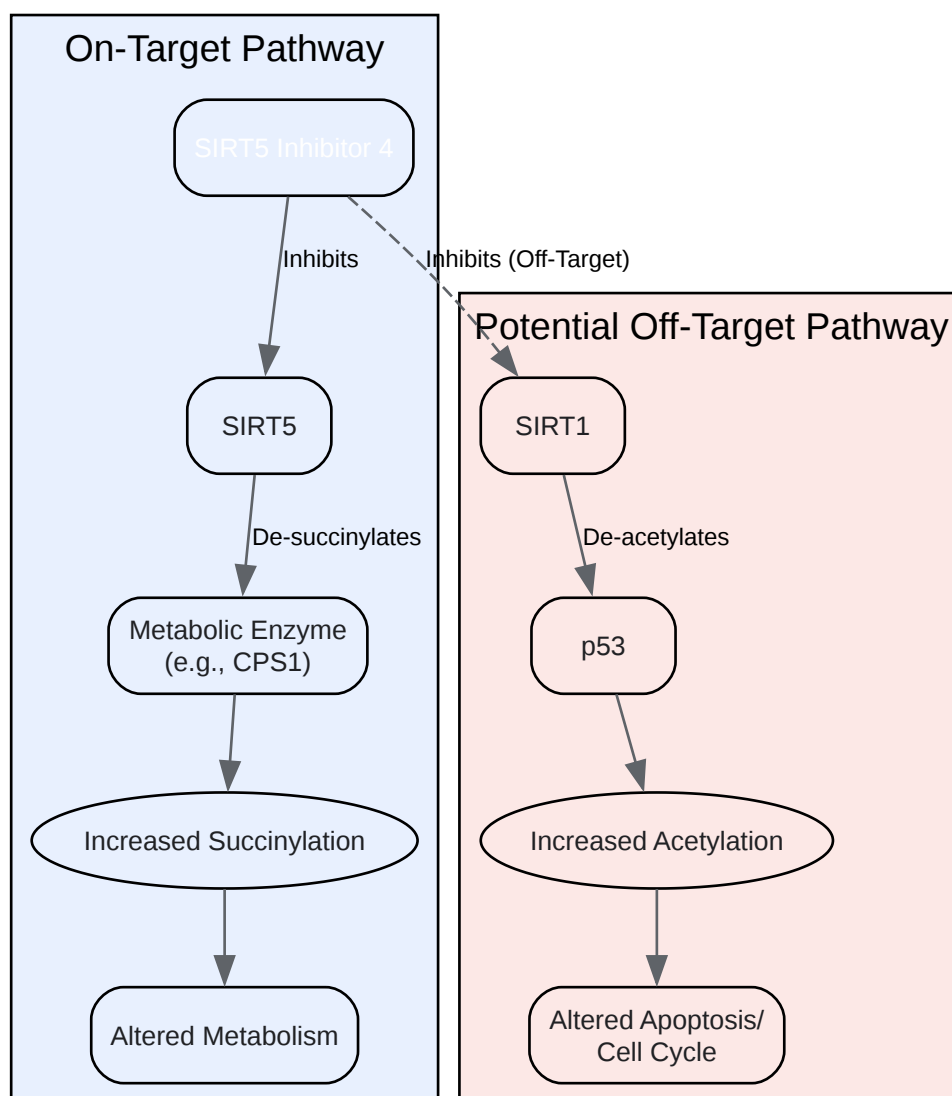 On-Target Pathway
SIRT5 Inhibitor 4
Inhibits
Inhibits (Off-Target)
Potential Off-Target Pathway
SIRT5
SIRT1
De-succinylates
De-acetylates
Metabolic Enzyme
(e.g., CPS1)
p53
Increased Succinylation
Increased Acetylation
Altered Metabolism
Altered Apoptosis/
Cell Cycle